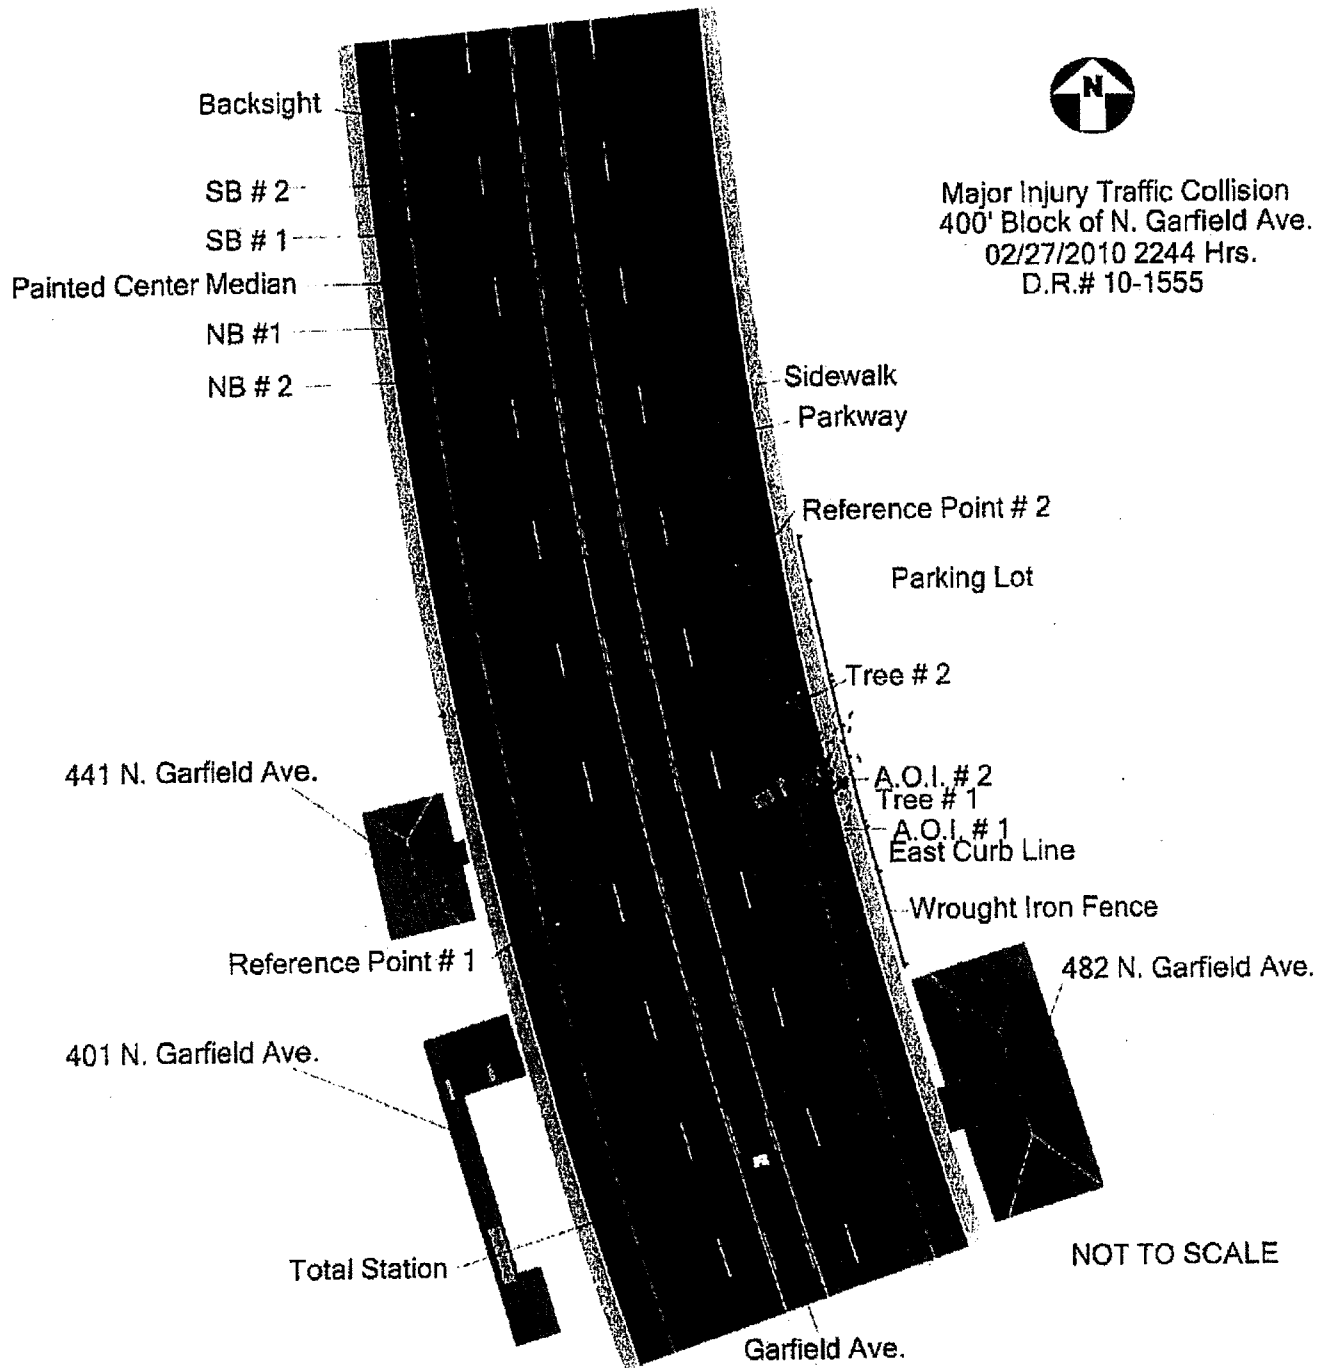 N
Major Injury Traffic Collision
400' Block of N. Garfield Ave.
02/27/2010 2244 Hrs.
D.R.# 10-1555
Backsight
SB # 2
SB # 1
Painted Center Median
NB #1
NB # 2
Sidewalk
Parkway
Reference Point # 2
Parking Lot
Tree # 2
441 N. Garfield Ave.
A.O.I. # 2
Tree # 1
A.O.I. # 1
East Curb Line
Wrought Iron Fence
Reference Point # 1
482 N. Garfield Ave.
401 N. Garfield Ave.
Total Station
NOT TO SCALE
Garfield Ave.